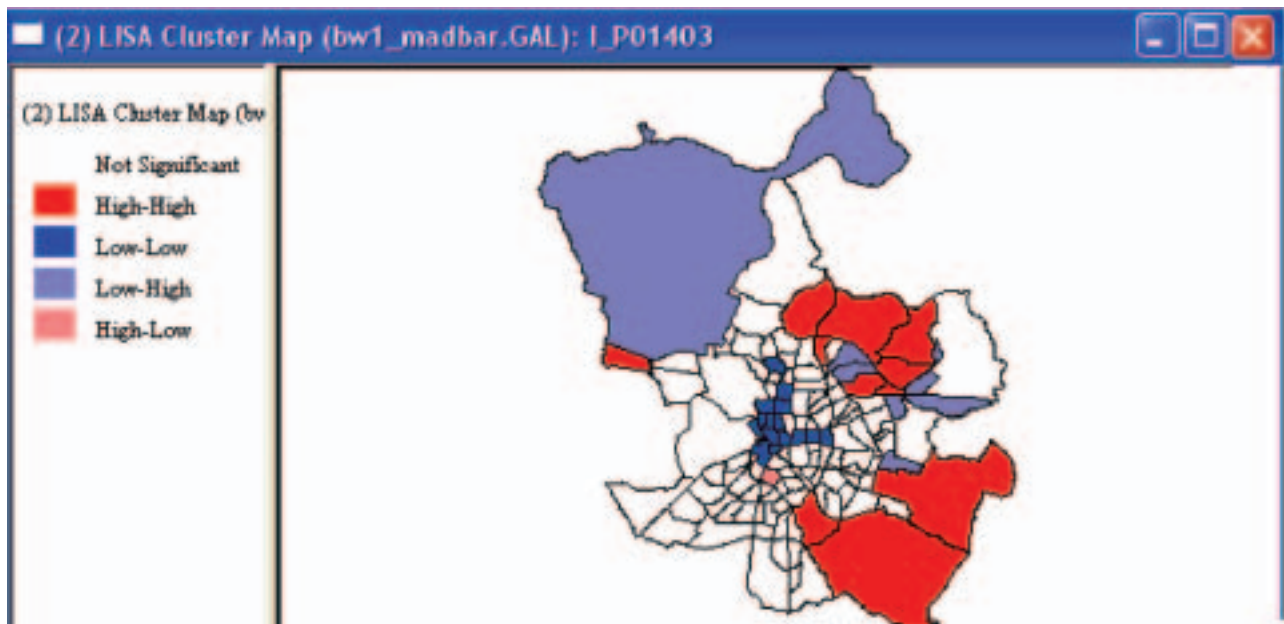 (2) LISA Cluster Map (bw1_madbar.GAL): I_P01403
(2) LISA Cluster Map (bw
Not Significant
High-High
Low-Low
Low-High
High-Low